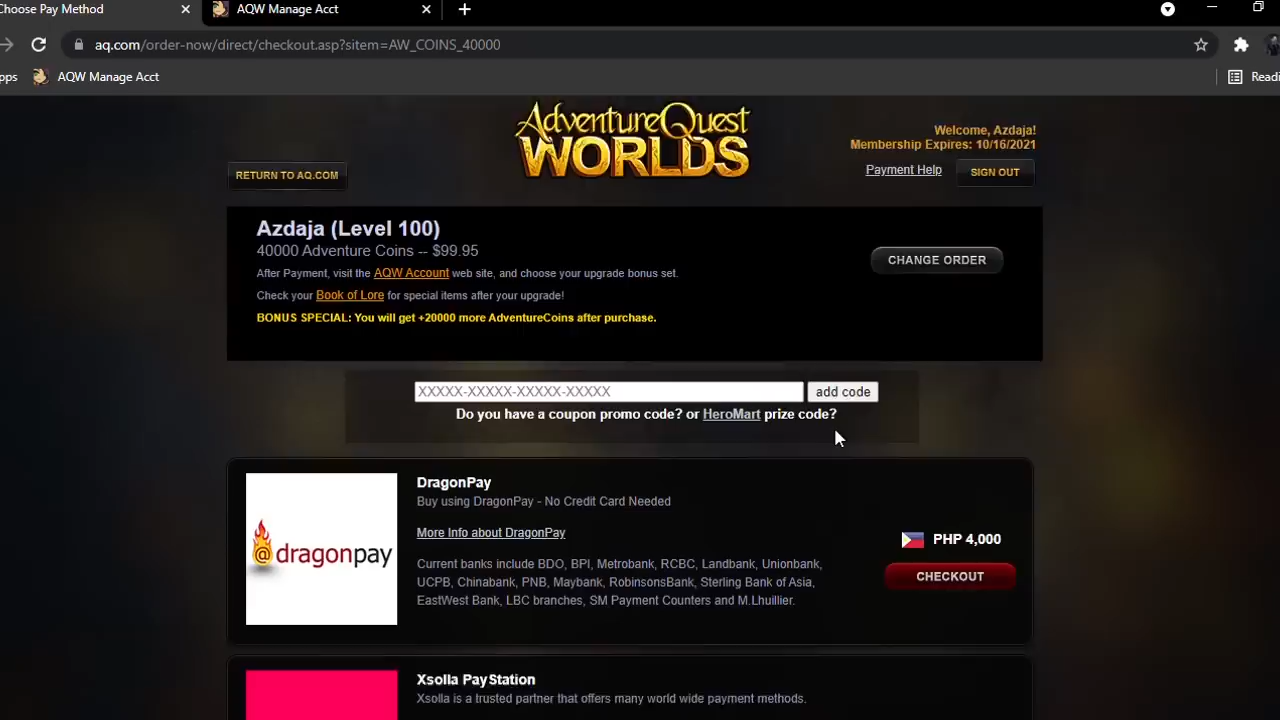 Choose Pay Method
AQW Manage Acct
aq.com/order-now/direct/checkout.asp?sitem=AW_COINS_40000
AQW Manage Acct
AdventureQuest
WORLDS
Welcome, Azdaja!
Membership Expires: 10/16/2021
RETURN TO AQ.COM
Payment Help
SIGN OUT
Azdaja (Level 100)
40000 Adventure Coins -- $99.95
CHANGE ORDER
After Payment, visit the AQW Account web site, and choose your upgrade bonus set.
Check your Book of Lore for special items after your upgrade!
BONUS SPECIAL: You will get +20000 more AdventureCoins after purchase.
XXXXX-XXXXX-XXXXX-XXXXX
add code
Do you have a coupon promo code? or HeroMart prize code?
DragonPay
Buy using DragonPay - No Credit Card Needed
More Info about DragonPay
@dragonpay
PHP 4,000
Current banks include BDO, BPI, Metrobank, RCBC, Landbank, Unionbank,
UCPB, Chinabank, PNB, Maybank, RobinsonsBank, Sterling Bank of Asia,
EastWest Bank, LBC branches, SM Payment Counters and M.Lhuillier.
CHECKOUT
Xsolla PayStation
Xsolla is a trusted partner that offers many world wide payment methods.